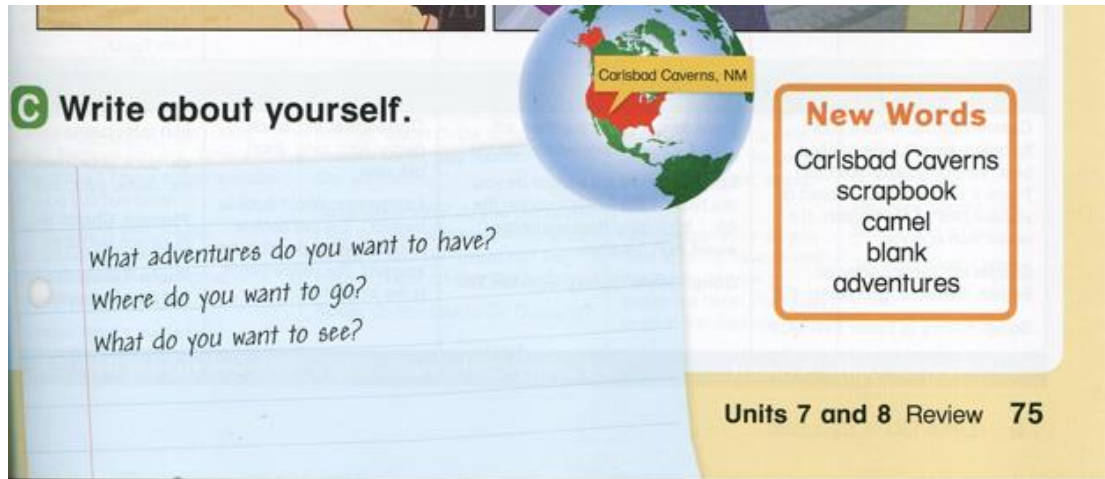 Carlsbad Caverns, NM
C Write about yourself.
What adventures do you want to have?
Where do you want to go?
What do you want to see?
New Words
Carlsbad Caverns
scrapbook
camel
blank
adventures
Units 7 and 8 Review 75